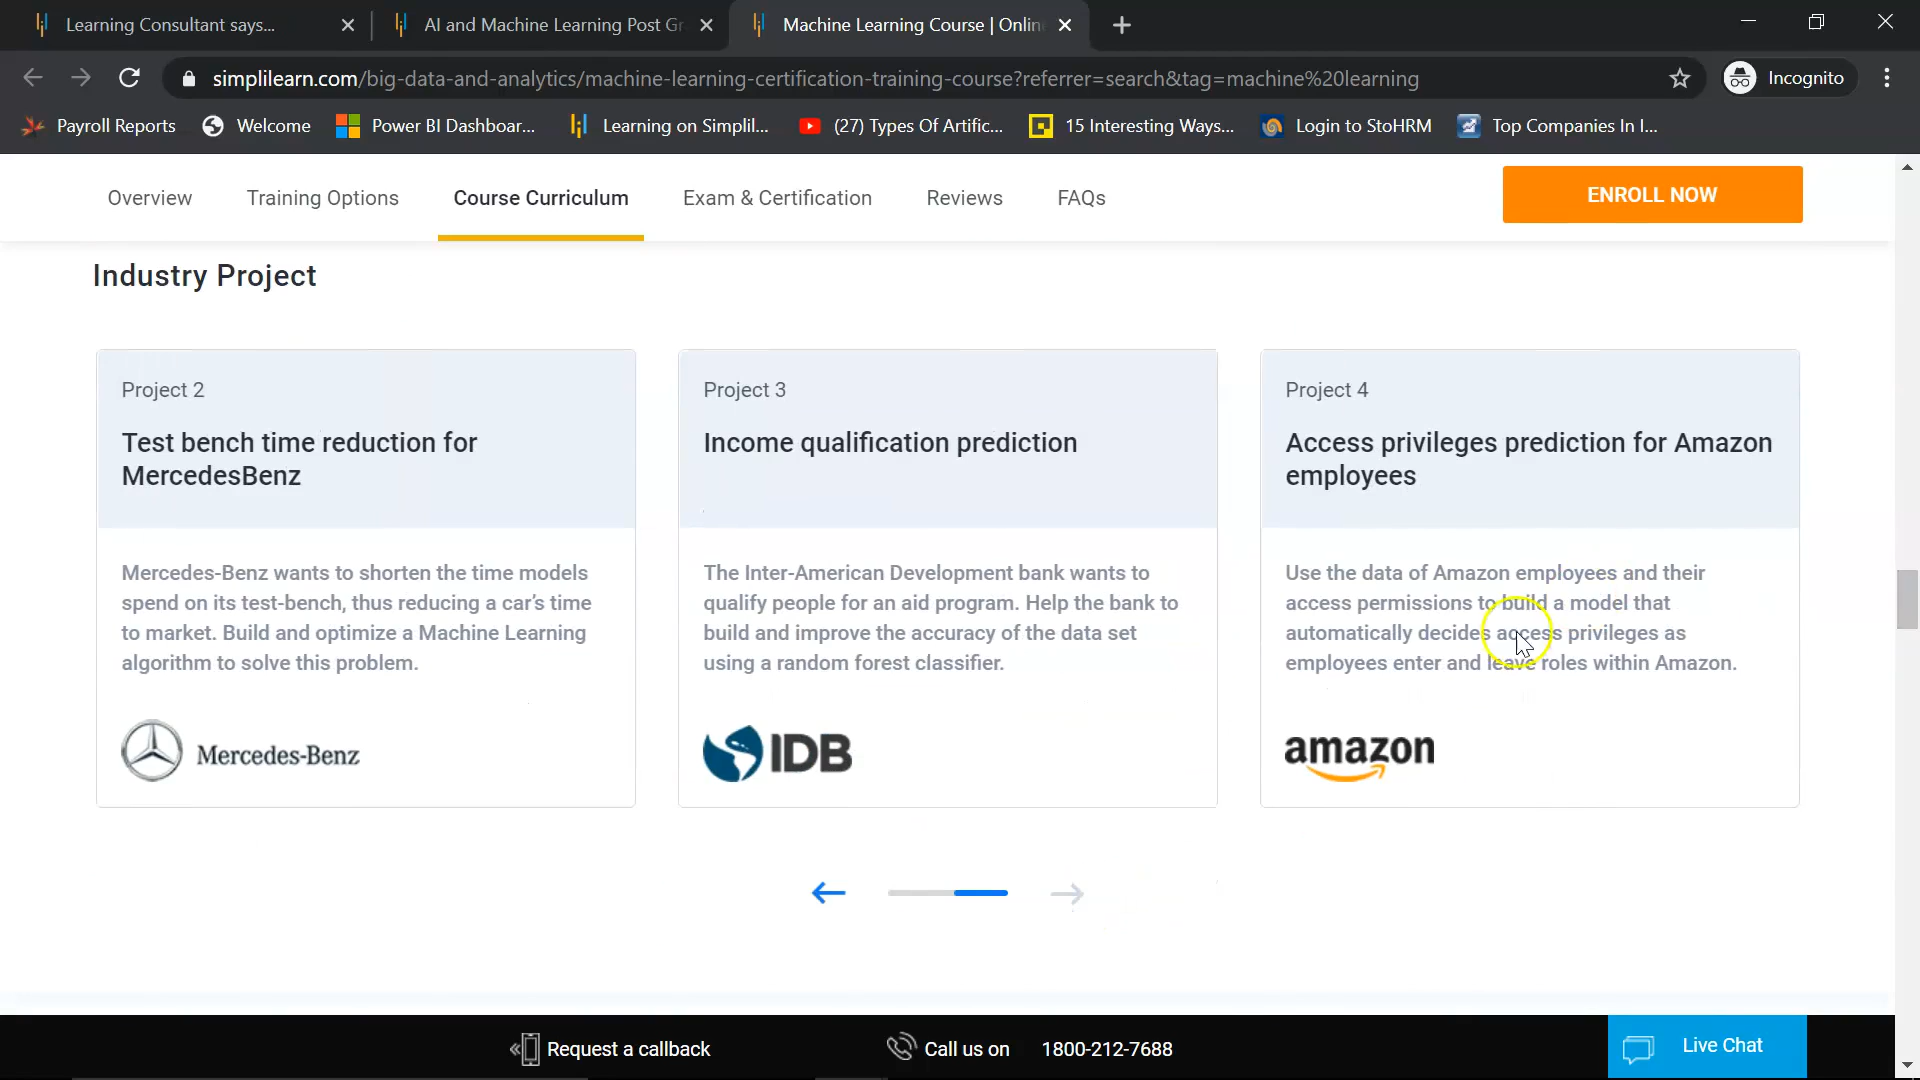 Learning Consultant says...
AI and Machine Learning Post Gr
Machine Learning Course | Onlin
simplilearn.com/big-data-and-analytics/machine-learning-certification-training-course?referrer=search&tag=machine%20learning
Incognito
Payroll Reports
Welcome
Power BI Dashboar...
Learning on Simplil...
(27) Types Of Artific...
15 Interesting Ways...
Login to StoHRM
Top Companies In I...
Overview
Training Options
Course Curriculum
Exam & Certification
Reviews
FAQs
ENROLL NOW
Industry Project
Project 2
Test bench time reduction for
MercedesBenz
Mercedes-Benz wants to shorten the time models
spend on its test-bench, thus reducing a car's time
to market. Build and optimize a Machine Learning
algorithm to solve this problem.
Mercedes-Benz
Project 3
Income qualification prediction
The Inter-American Development bank wants to
qualify people for an aid program. Help the bank to
build and improve the accuracy of the data set
using a random forest classifier.
IDB
Project 4
Access privileges prediction for Amazon
employees
Use the data of Amazon employees and their
access permissions to build a model that
automatically decides access privileges as
employees enter and leave roles within Amazon.
amazon
Request a callback
Call us on
1800-212-7688
Live Chat